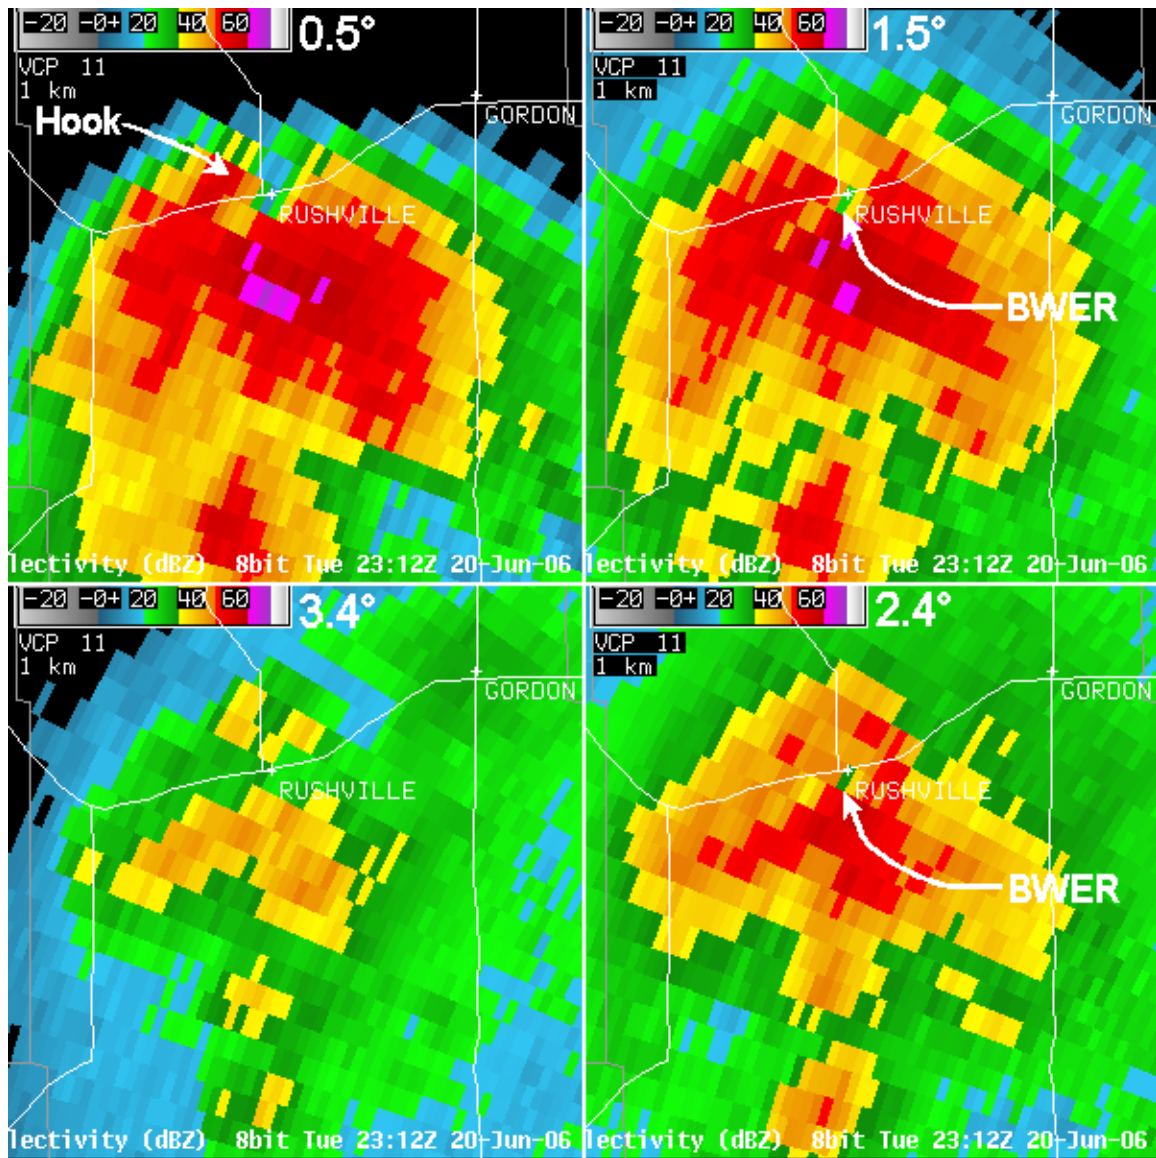 -20 -0+ 20 40 60 0.5°
VCP 11
1 km
Hook
GORDON
RUSHVILLE
lectivity (dBZ) 8bit Tue 23:12Z 20-Jun-06
-20 -0+ 20 40 60 1.5°
VCP 11
1 km
GORDON
RUSHVILLE
BWER
lectivity (dBZ) 8bit Tue 23:12Z 20-Jun-06
-20 -0+ 20 40 60 3.4°
VCP 11
1 km
GORDON
RUSHVILLE
lectivity (dBZ) 8bit Tue 23:12Z 20-Jun-06
-20 -0+ 20 40 60 2.4°
VCP 11
1 km
GORDON
RUSHVILLE
BWER
lectivity (dBZ) 8bit Tue 23:12Z 20-Jun-06